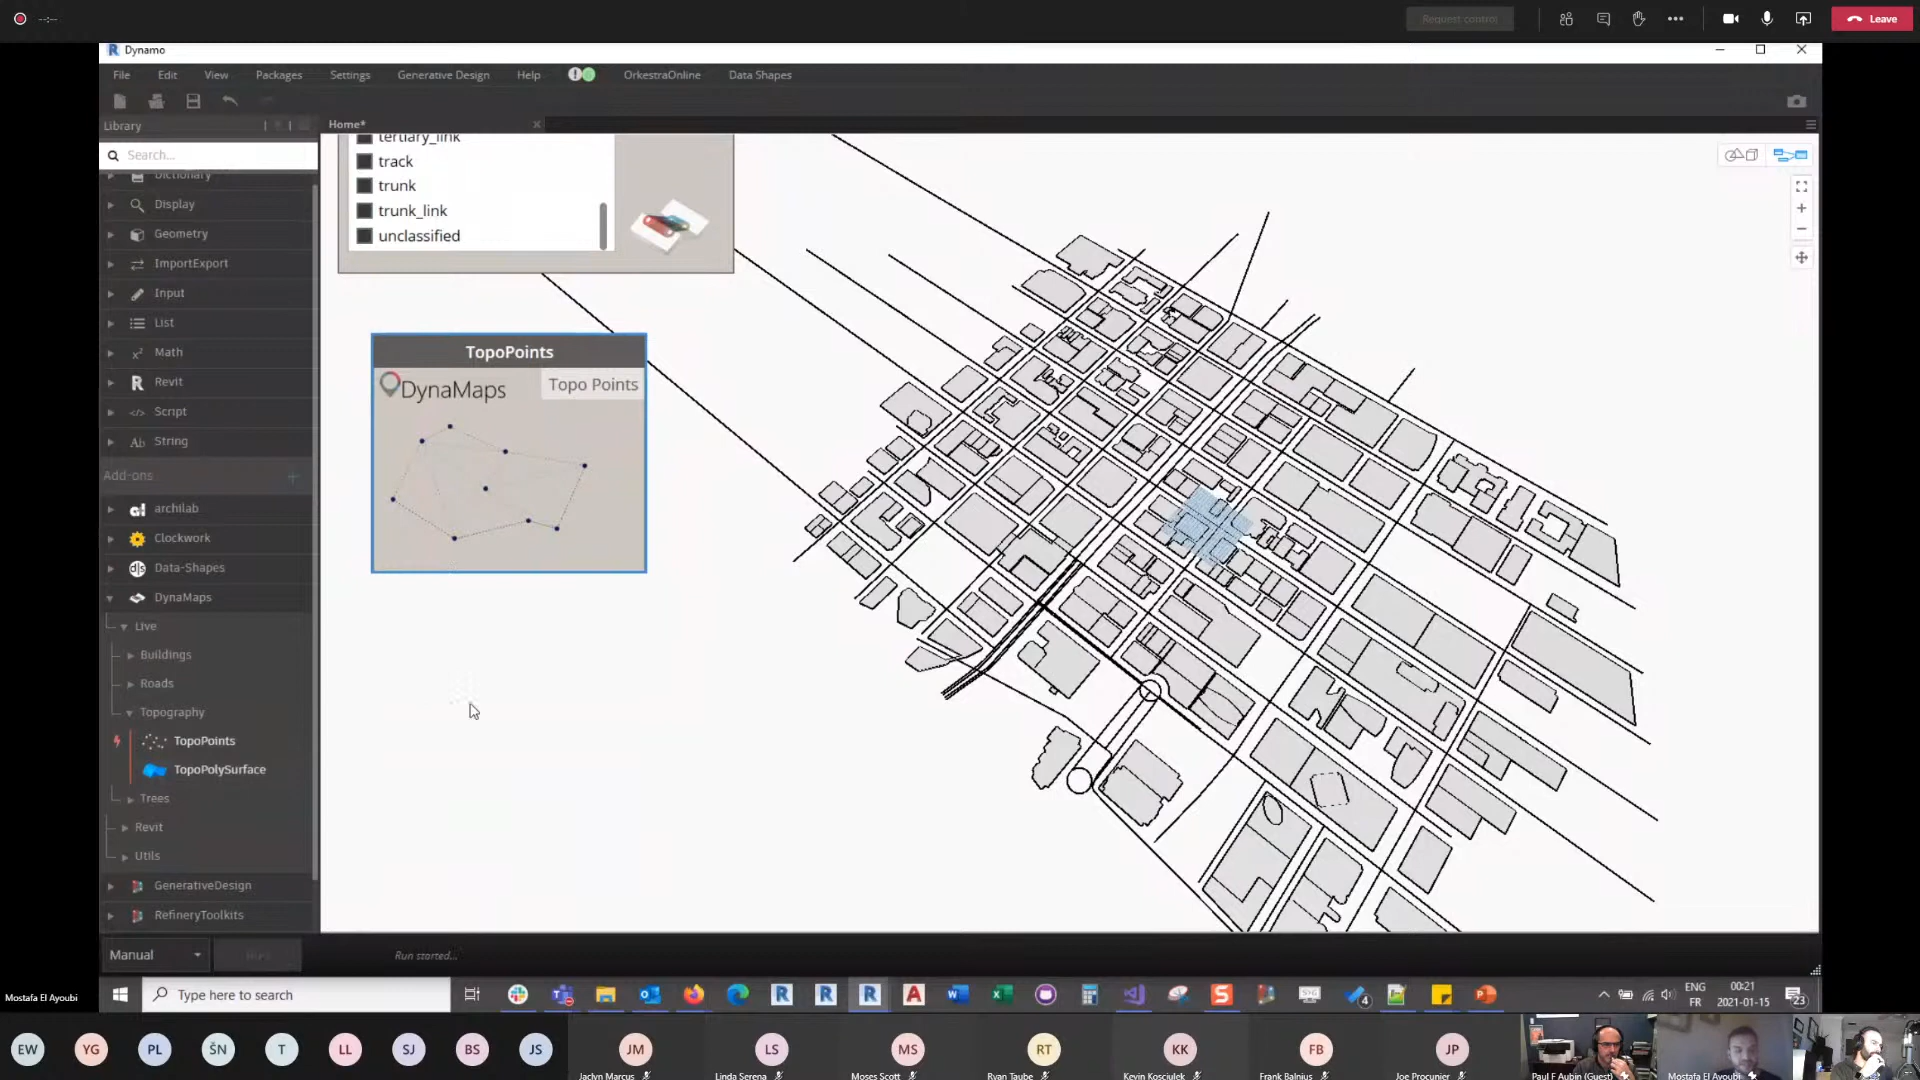 --:--
Request control
Leave
Dynamo
File Edit View Packages Settings Generative Design Help OrkestraOnline Data Shapes
Library
Home*
Search...
Dictionary
Display
Geometry
ImportExport
Input
List
Math
Revit
Script
String
Add-ons
archilab
Clockwork
Data-Shapes
DynaMaps
Live
Buildings
Roads
Topography
TopoPoints
TopoPolySurface
Trees
Revit
Utils
GenerativeDesign
RefineryToolkits
tertiary_link
track
trunk
trunk_link
unclassified
TopoPoints
DynaMaps
Topo Points
Manual
Run started...
Mostafa El Ayoubi
Type here to search
4
ENG
FR
00:21
2021-01-15
23
EW YG PL ŠN T LL SJ BS JS JM LS MS RT KK FB JP
Jaclyn Marcus
Linda Serena
Moses Scott
Ryan Taube
Kevin Kosciulek
Frank Balnius
Joe Procunier
Paul F Aubin (Guest)
Mostafa El Ayoubi